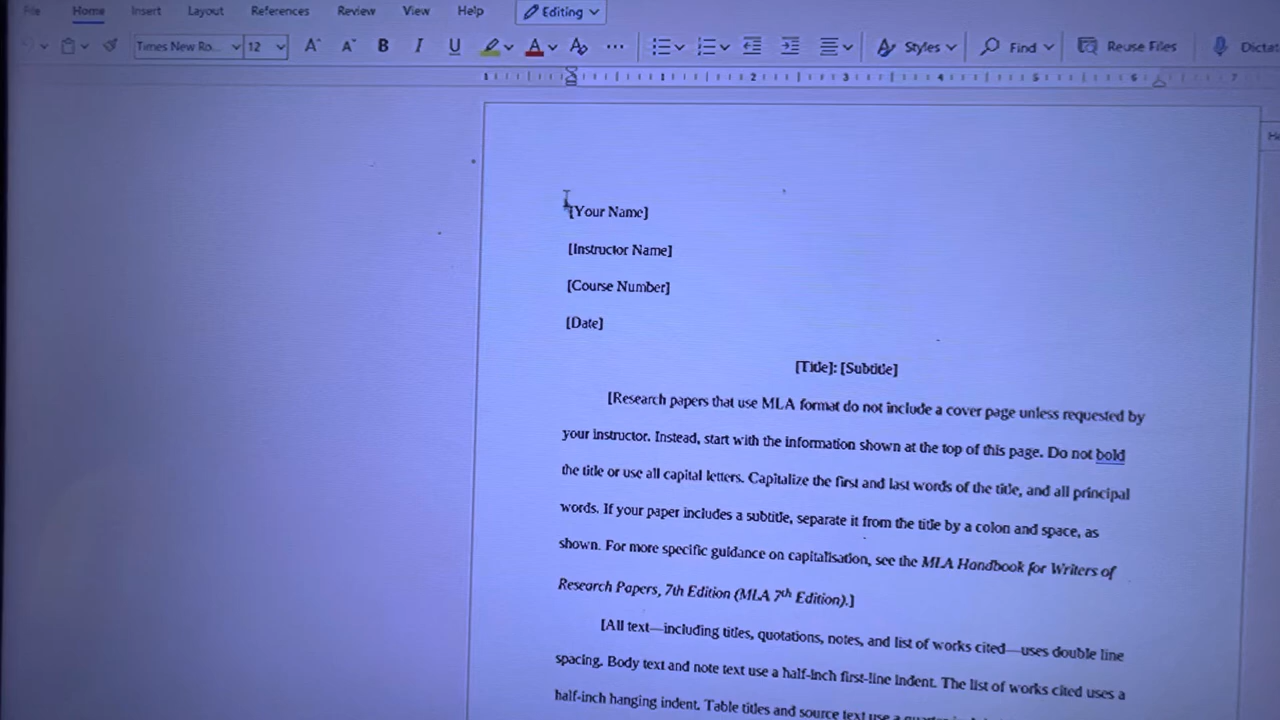 File Home Insert Layout References Review View Help Editing
Times New Ro... 12 A A B I U A A ... Styles Find Reuse Files
1 1 2 3 4 5 6 7
[Your Name]
[Instructor Name]
[Course Number]
[Date]
[Title]: [Subtitle]
[Research papers that use MLA format do not include a cover page unless requested by
your instructor. Instead, start with the information shown at the top of this page. Do not bold
the title or use all capital letters. Capitalize the first and last words of the title, and all principal
words. If your paper includes a subtitle, separate it from the title by a colon and space, as
shown. For more specific guidance on capitalisation, see the MLA Handbook for Writers of
Research Papers, 7th Edition (MLA 7th Edition).]
[All text—including titles, quotations, notes, and list of works cited—uses double line
spacing. Body text and note text use a half-inch first-line indent. The list of works cited uses a
half-inch hanging indent. Table titles and source text use a